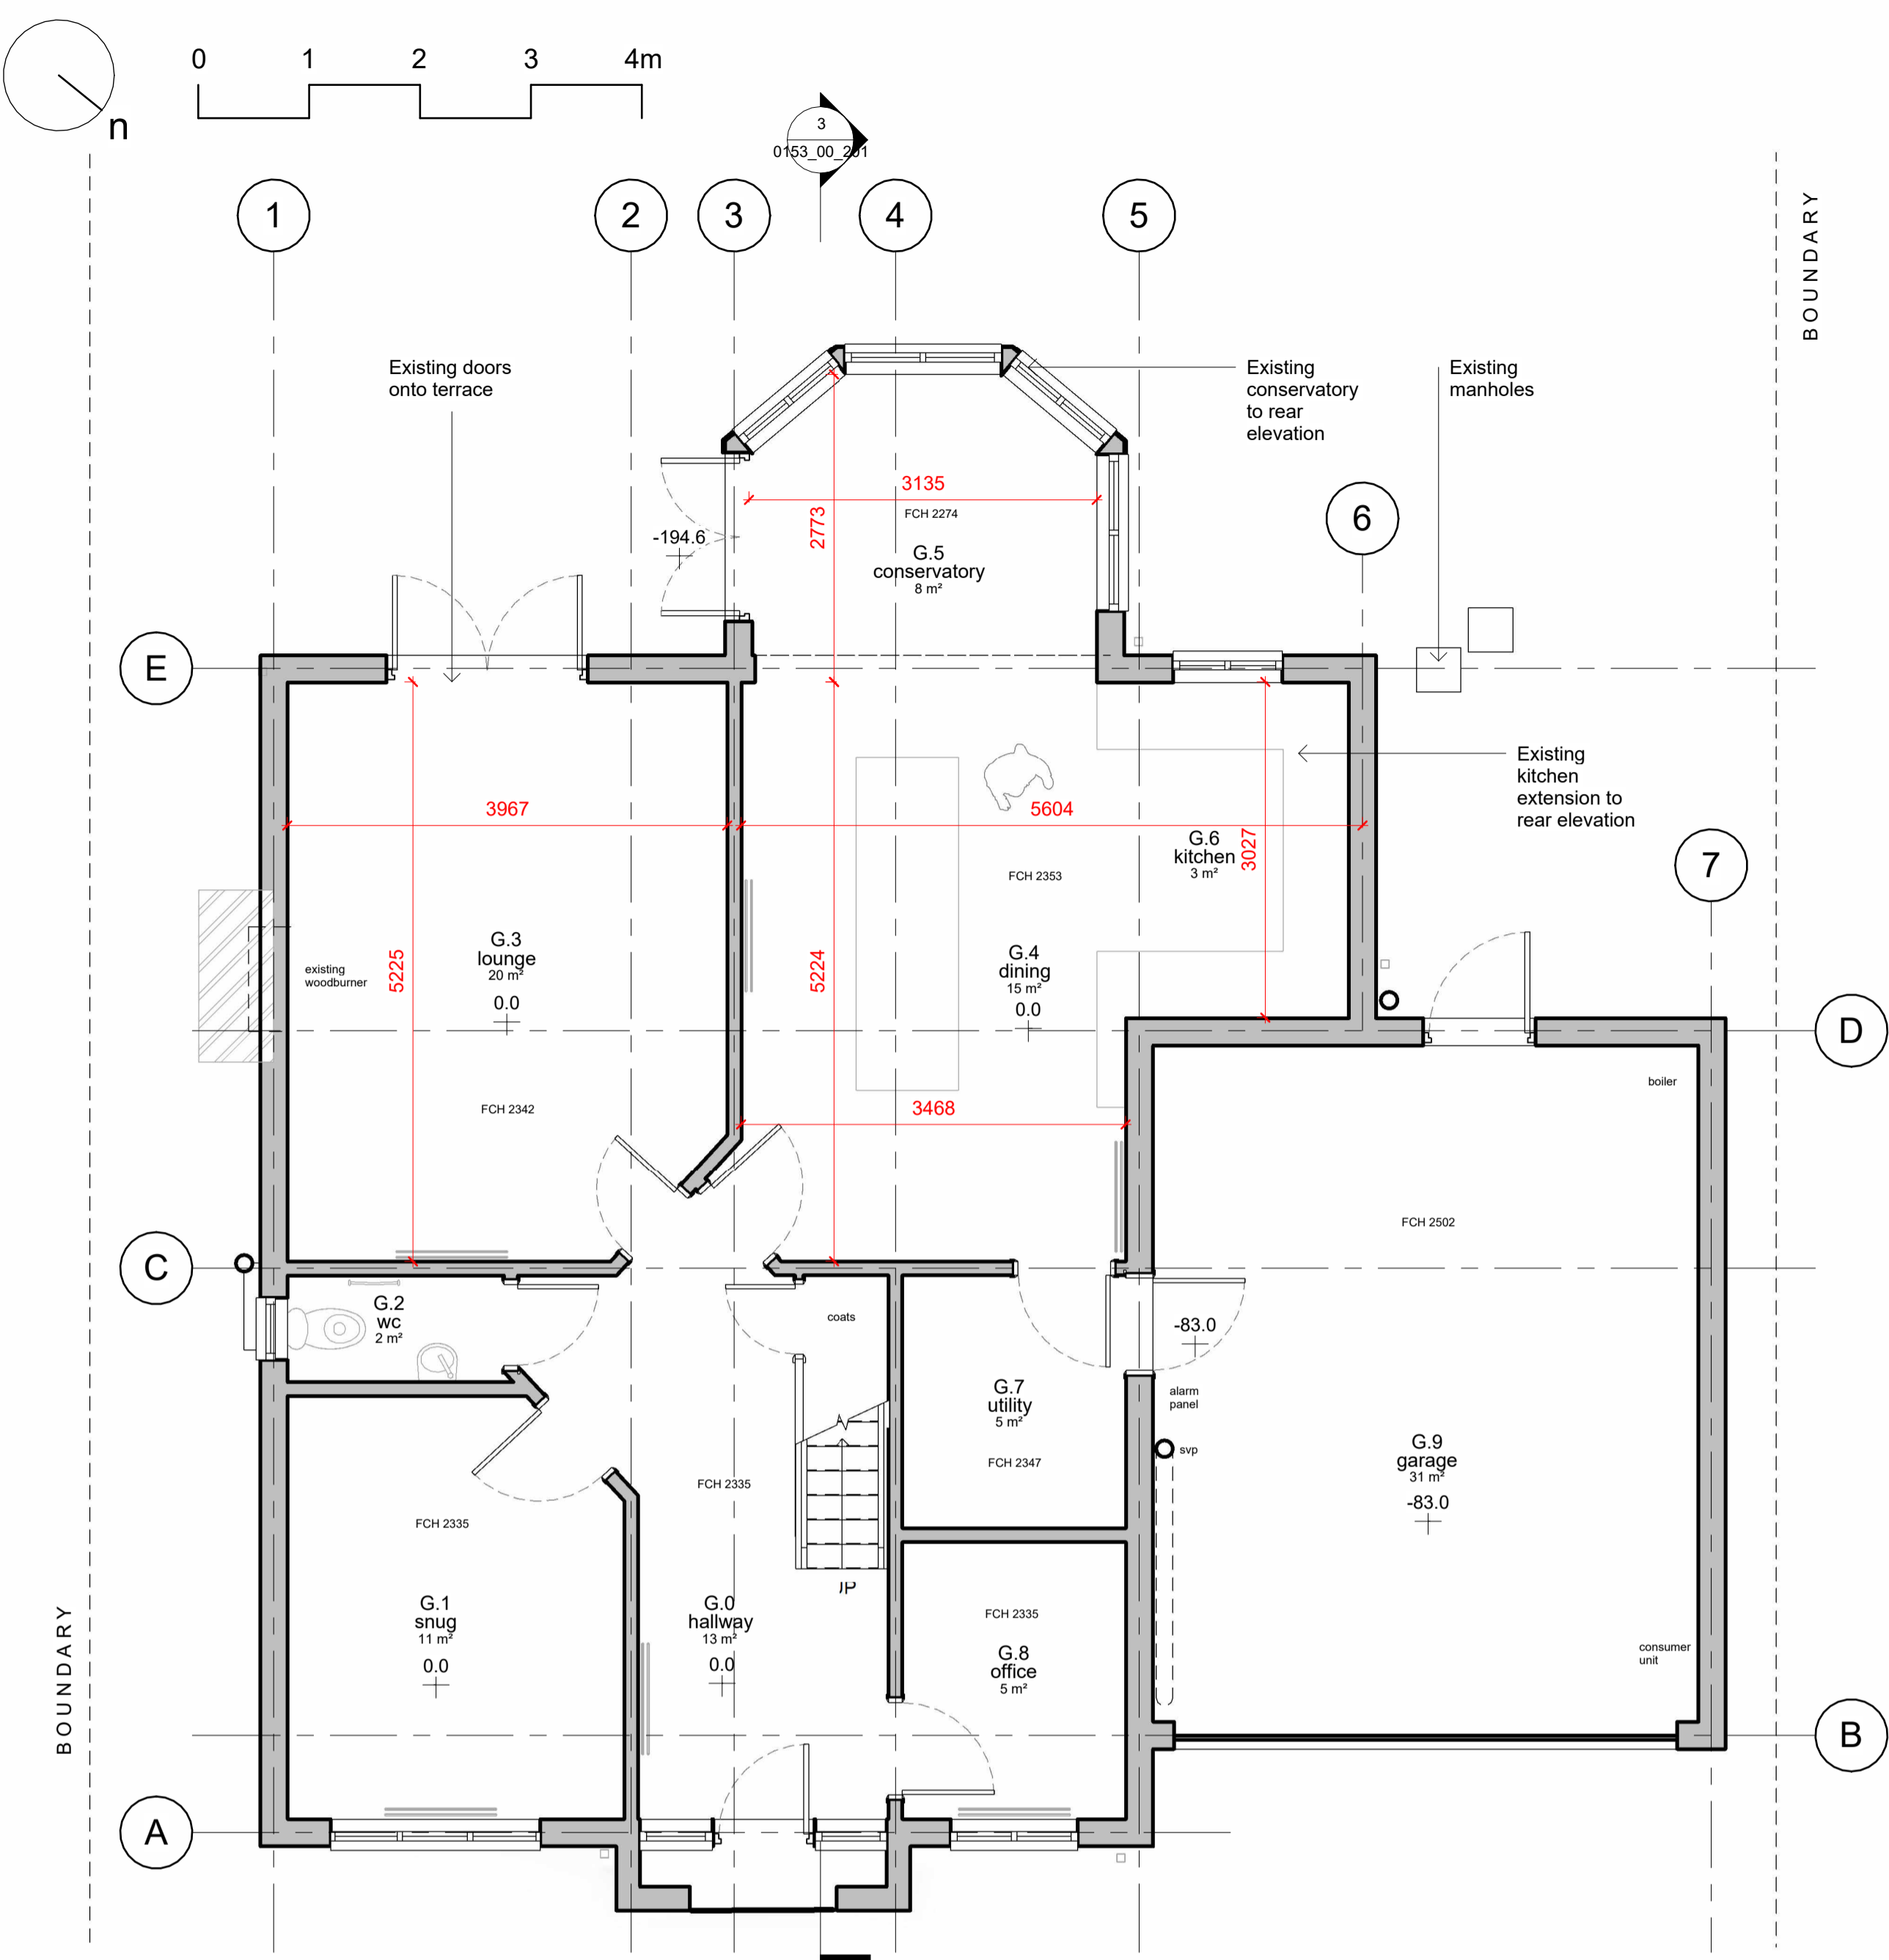 0 1 2 3 4m
n
3
0153_00_201
1 2 3 4 5
BOUNDARY
Existing doors
onto terrace
Existing
conservatory
to rear
elevation
Existing
manholes
3135
FCH 2274
2773
-194.6
G.5
conservatory
8 m²
6
E
Existing
kitchen
extension to
rear elevation
3967
5604
G.6
kitchen
3 m²
3027
FCH 2353
7
G.3
lounge
20 m²
0.0
existing
woodburner
5225
5224
G.4
dining
15 m²
0.0
D
boiler
FCH 2342
3468
FCH 2502
C
G.2
wc
2 m²
coats
-83.0
G.7
utility
5 m²
alarm
panel
svp
FCH 2347
G.9
garage
31 m²
-83.0
FCH 2335
FCH 2335
G.1
snug
11 m²
0.0
G.0
hallway
13 m²
0.0
FCH 2335
G.8
office
5 m²
consumer
unit
BOUNDARY
B
A